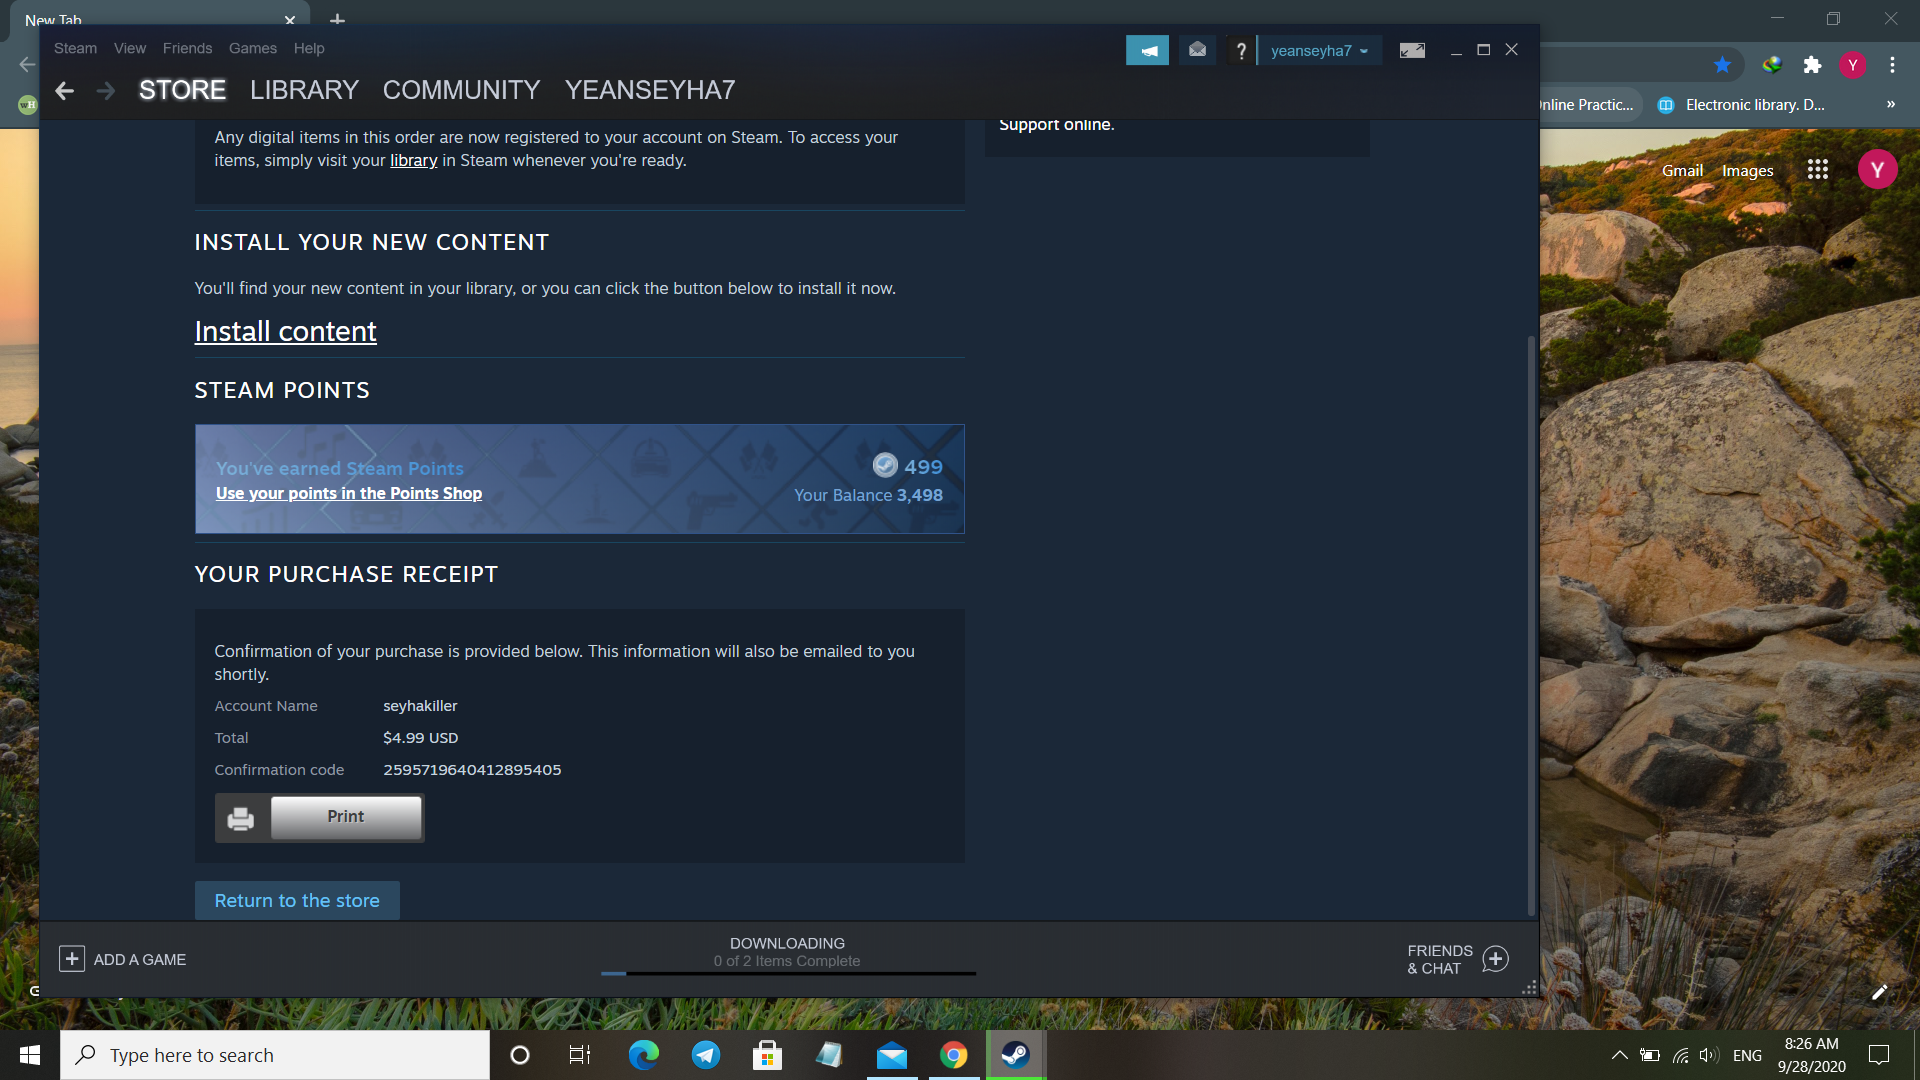 New Tab
Steam View Friends Games Help
yeanseyha7
STORE LIBRARY COMMUNITY YEANSEYHA7
wH
nline Practic...
Electronic library. D...
»
Y
Any digital items in this order are now registered to your account on Steam. To access your
items, simply visit your library in Steam whenever you're ready.
Support online.
Gmail Images
Y
INSTALL YOUR NEW CONTENT
You'll find your new content in your library, or you can click the button below to install it now.
Install content
STEAM POINTS
You've earned Steam Points
499
Use your points in the Points Shop
Your Balance 3,498
YOUR PURCHASE RECEIPT
Confirmation of your purchase is provided below. This information will also be emailed to you
shortly.
Account Name seyhakiller
Total $4.99 USD
Confirmation code 2595719640412895405
Print
Return to the store
ADD A GAME
DOWNLOADING
0 of 2 Items Complete
FRIENDS
& CHAT
Type here to search
ENG
8:26 AM
9/28/2020